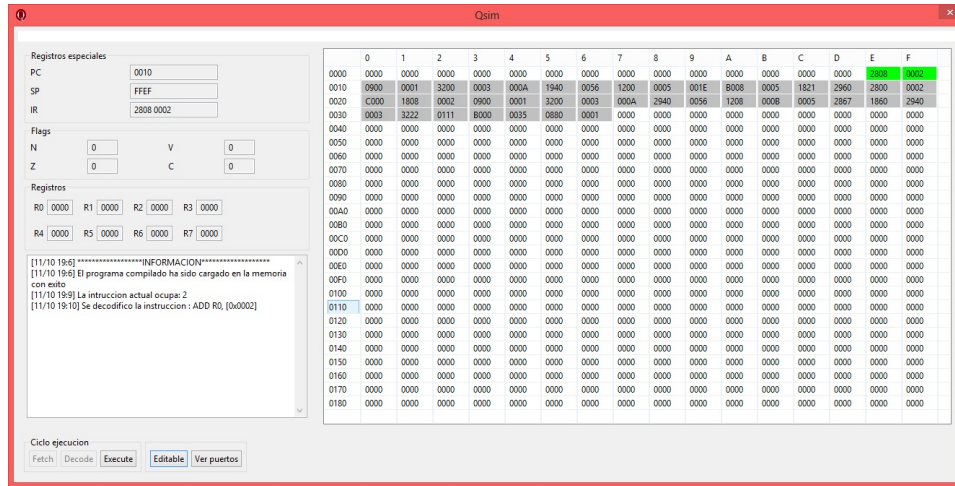 Qsim
Registros especiales
PC 0010
SP FFEF
IR 2808 0002
Flags
N 0 V 0
Z 0 C 0
Registros
R0 0000 R1 0000 R2 0000 R3 0000
R4 0000 R5 0000 R6 0000 R7 0000
[11/10 19:6] ******************INFORMACION*******************
[11/10 19:6] El programa compilado ha sido cargado en la memoria
con exito
[11/10 19:9] La intruccion actual ocupa: 2
[11/10 19:10] Se decodifico la instruccion : ADD R0, [0x0002]
Ciclo ejecucion
Fetch Decode Execute Editable Ver puertos
0 1 2 3 4 5 6 7 8 9 A B C D E F
0000 0000 0000 0000 0000 0000 0000 0000 0000 0000 0000 0000 0000 0000 0000 2808 0002
0010 0900 0001 3200 0003 000A 1940 0056 1200 0005 001E B008 0005 1821 2960 2800 0002
0020 C000 1808 0002 0900 0001 3200 0003 000A 2940 0056 1208 000B 0005 2867 1860 2940
0030 0003 3222 0111 B000 0035 0880 0001 0000 0000 0000 0000 0000 0000 0000 0000 0000
0040 0000 0000 0000 0000 0000 0000 0000 0000 0000 0000 0000 0000 0000 0000 0000 0000
0050 0000 0000 0000 0000 0000 0000 0000 0000 0000 0000 0000 0000 0000 0000 0000 0000
0060 0000 0000 0000 0000 0000 0000 0000 0000 0000 0000 0000 0000 0000 0000 0000 0000
0070 0000 0000 0000 0000 0000 0000 0000 0000 0000 0000 0000 0000 0000 0000 0000 0000
0080 0000 0000 0000 0000 0000 0000 0000 0000 0000 0000 0000 0000 0000 0000 0000 0000
0090 0000 0000 0000 0000 0000 0000 0000 0000 0000 0000 0000 0000 0000 0000 0000 0000
00A0 0000 0000 0000 0000 0000 0000 0000 0000 0000 0000 0000 0000 0000 0000 0000 0000
00B0 0000 0000 0000 0000 0000 0000 0000 0000 0000 0000 0000 0000 0000 0000 0000 0000
00C0 0000 0000 0000 0000 0000 0000 0000 0000 0000 0000 0000 0000 0000 0000 0000 0000
00D0 0000 0000 0000 0000 0000 0000 0000 0000 0000 0000 0000 0000 0000 0000 0000 0000
00E0 0000 0000 0000 0000 0000 0000 0000 0000 0000 0000 0000 0000 0000 0000 0000 0000
00F0 0000 0000 0000 0000 0000 0000 0000 0000 0000 0000 0000 0000 0000 0000 0000 0000
0100 0000 0000 0000 0000 0000 0000 0000 0000 0000 0000 0000 0000 0000 0000 0000 0000
0110 0000 0000 0000 0000 0000 0000 0000 0000 0000 0000 0000 0000 0000 0000 0000 0000
0120 0000 0000 0000 0000 0000 0000 0000 0000 0000 0000 0000 0000 0000 0000 0000 0000
0130 0000 0000 0000 0000 0000 0000 0000 0000 0000 0000 0000 0000 0000 0000 0000 0000
0140 0000 0000 0000 0000 0000 0000 0000 0000 0000 0000 0000 0000 0000 0000 0000 0000
0150 0000 0000 0000 0000 0000 0000 0000 0000 0000 0000 0000 0000 0000 0000 0000 0000
0160 0000 0000 0000 0000 0000 0000 0000 0000 0000 0000 0000 0000 0000 0000 0000 0000
0170 0000 0000 0000 0000 0000 0000 0000 0000 0000 0000 0000 0000 0000 0000 0000 0000
0180 0000 0000 0000 0000 0000 0000 0000 0000 0000 0000 0000 0000 0000 0000 0000 0000